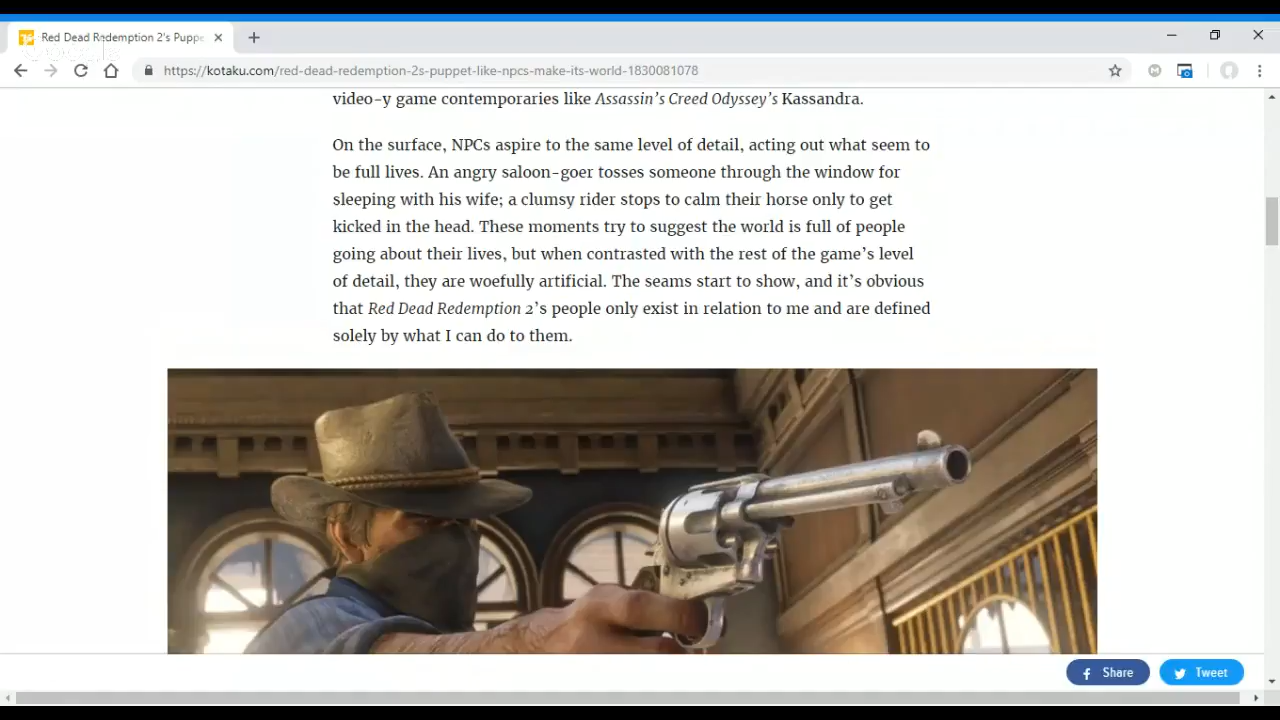 Red Dead Redemption 2's Puppe
https://kotaku.com/red-dead-redemption-2s-puppet-like-npcs-make-its-world-1830081078
video-y game contemporaries like Assassin’s Creed Odyssey’s Kassandra.
On the surface, NPCs aspire to the same level of detail, acting out what seem to
be full lives. An angry saloon-goer tosses someone through the window for
sleeping with his wife; a clumsy rider stops to calm their horse only to get
kicked in the head. These moments try to suggest the world is full of people
going about their lives, but when contrasted with the rest of the game’s level
of detail, they are woefully artificial. The seams start to show, and it’s obvious
that Red Dead Redemption 2’s people only exist in relation to me and are defined
solely by what I can do to them.
Share
Tweet